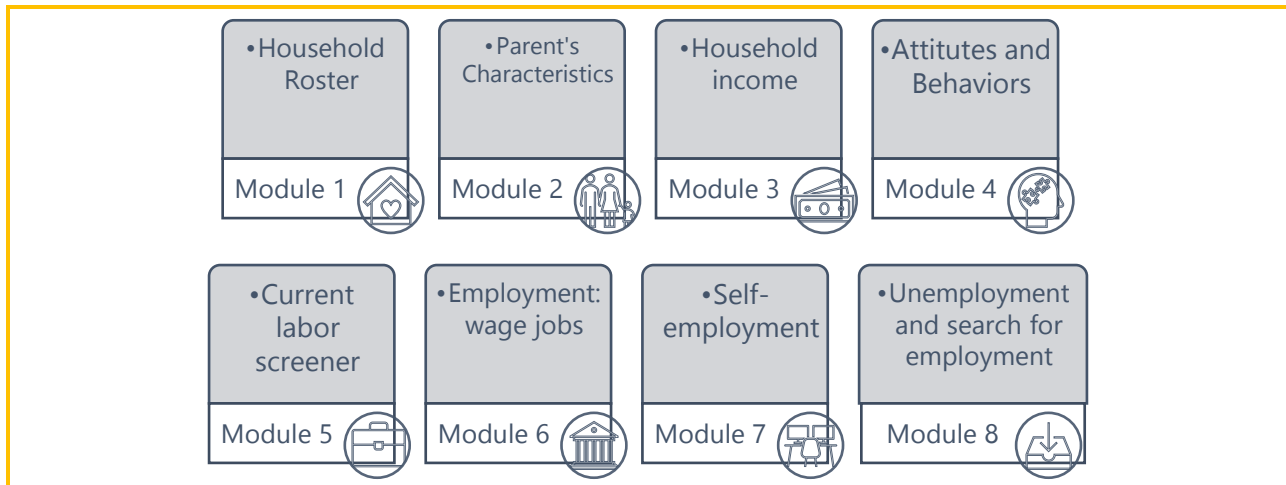 •Household
Roster
Module 1
•Parent's
Characteristics
Module 2
•Household
income
Module 3
•Attitutes and
Behaviors
Module 4
•Current
labor
screener
Module 5
•Employment:
wage jobs
Module 6
•Self-
employment
Module 7
•Unemployment
and search for
employment
Module 8